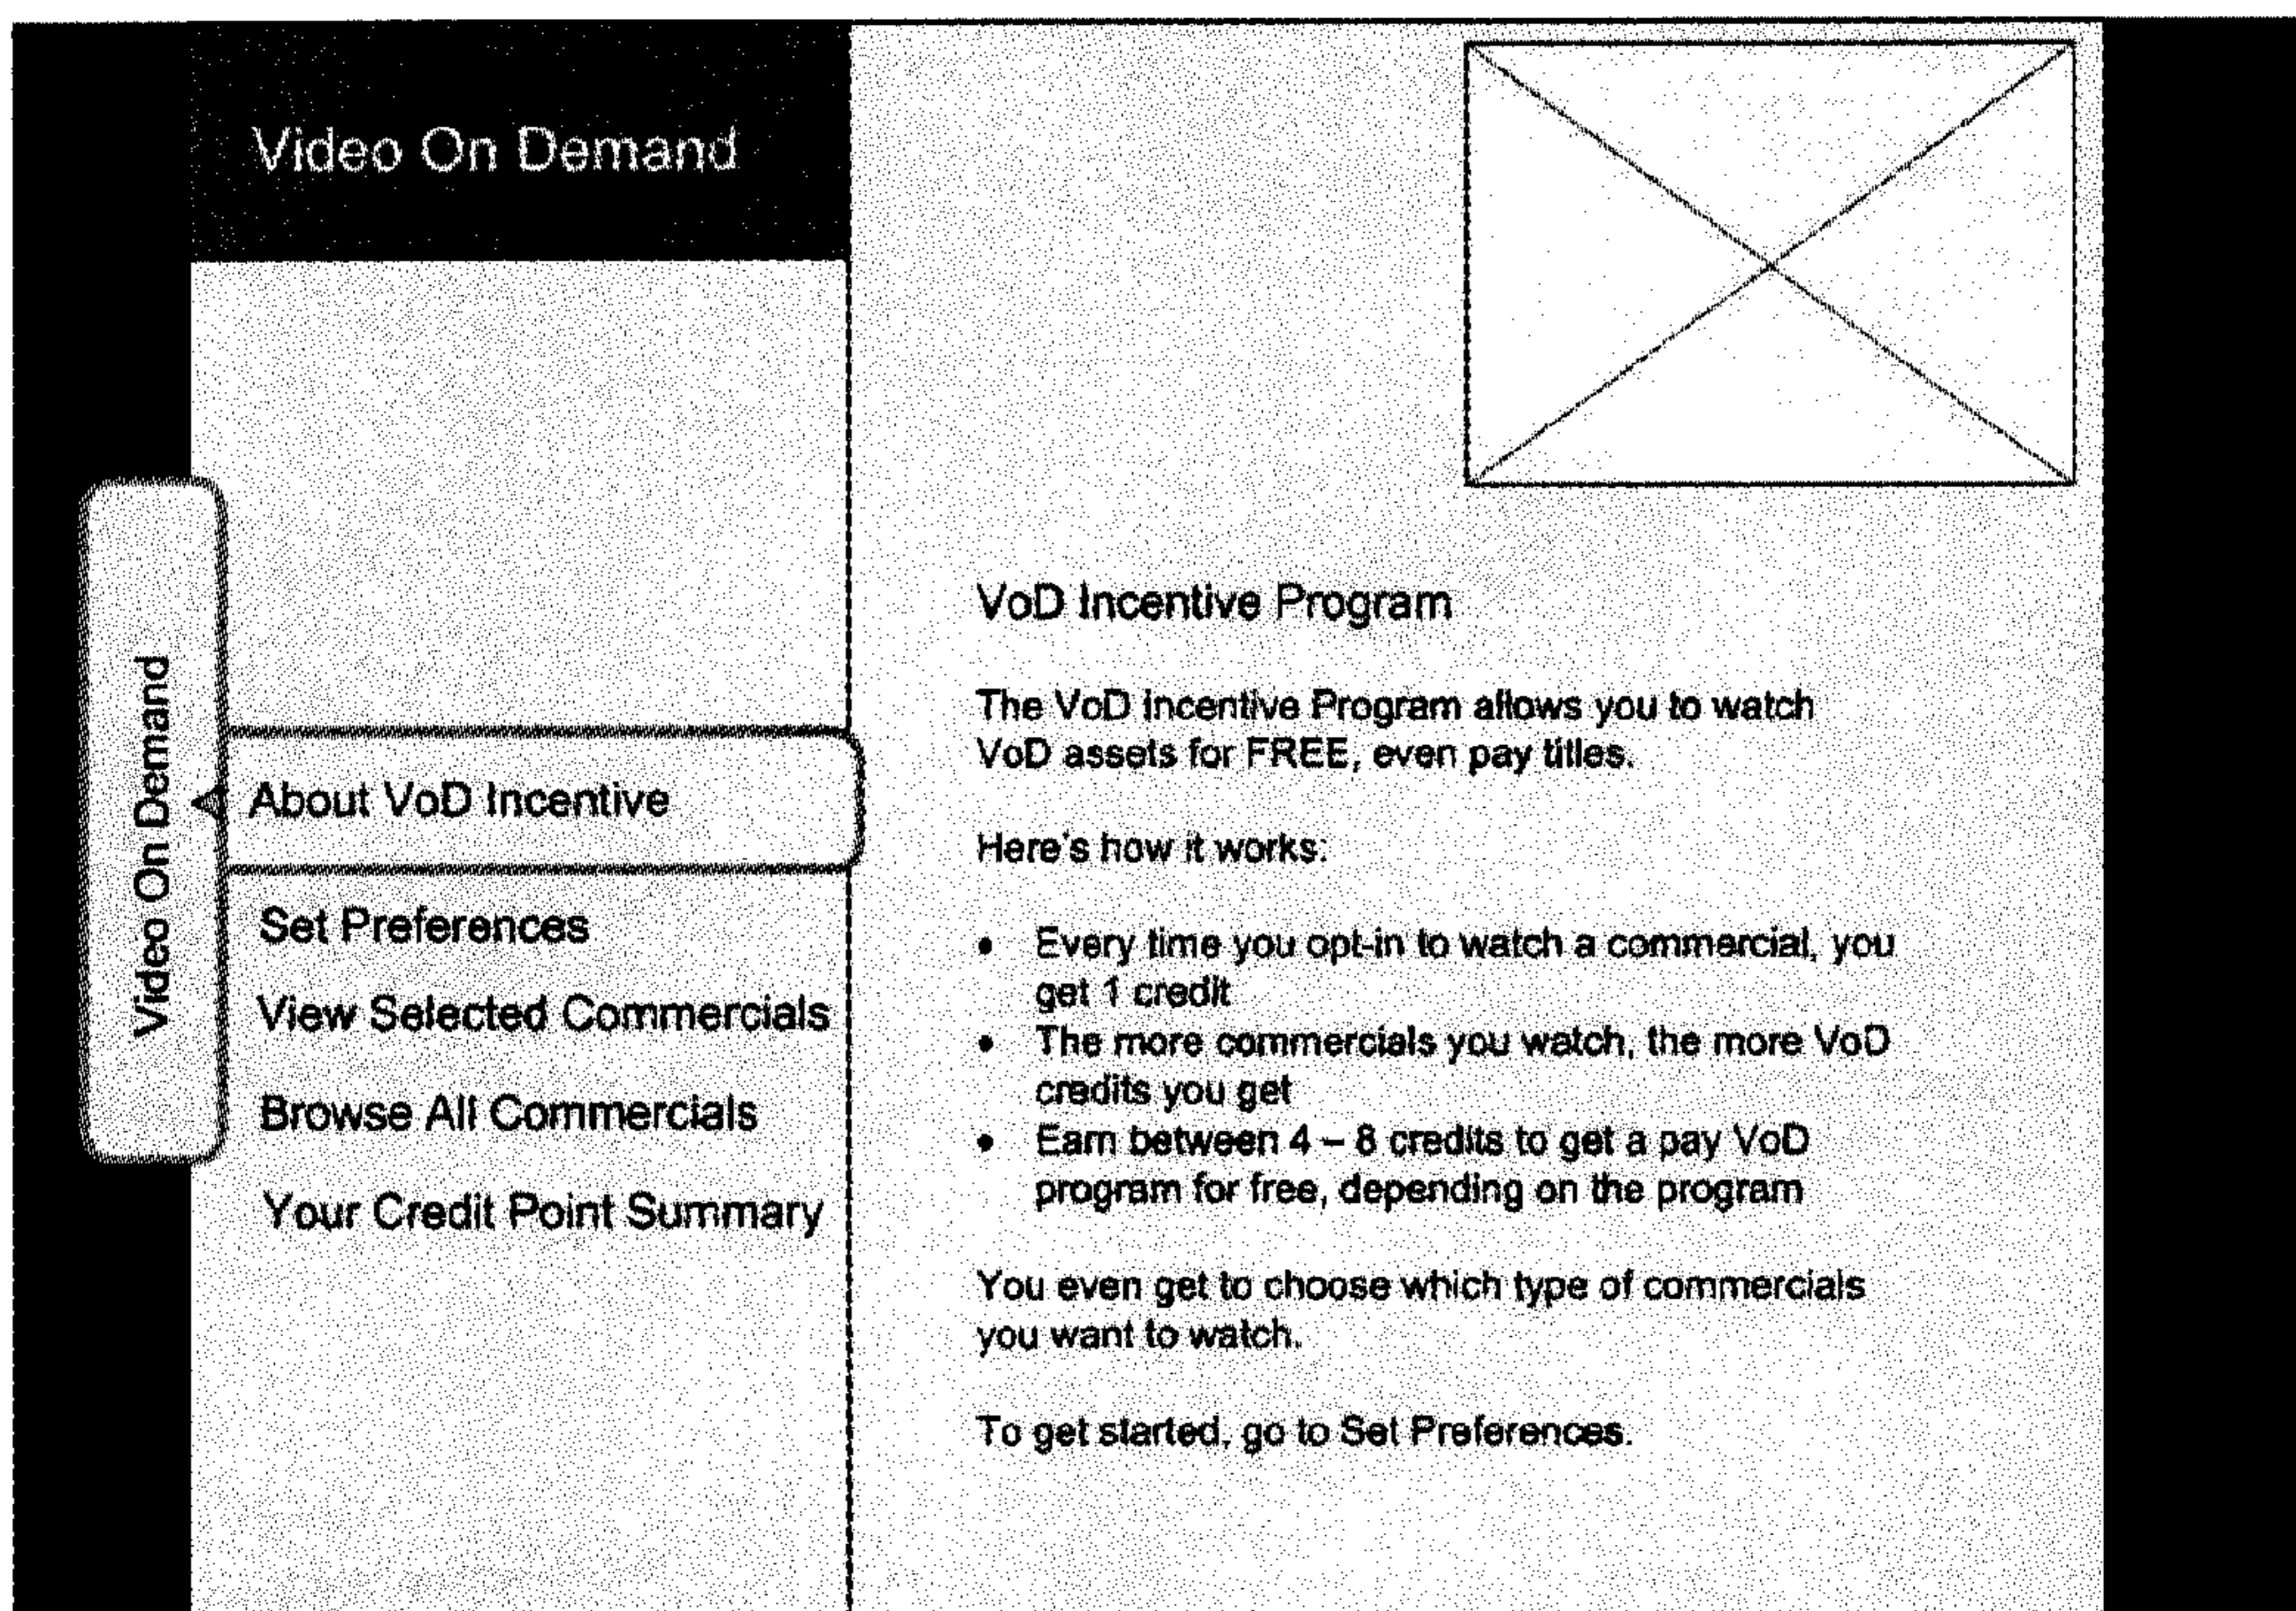 Video On Demand
Video On Demand
About VoD Incentive
Set Preferences
View Selected Commercials
Browse All Commercials
Your Credit Point Summary
VoD Incentive Program
The VoD Incentive Program allows you to watch
VoD assets for FREE, even pay titles.
Here's how it works:
• Every time you opt-in to watch a commercial, you
get 1 credit
• The more commercials you watch, the more VoD
credits you get
• Earn between 4 – 8 credits to get a pay VoD
program for free, depending on the program
You even get to choose which type of commercials
you want to watch.
To get started, go to Set Preferences.